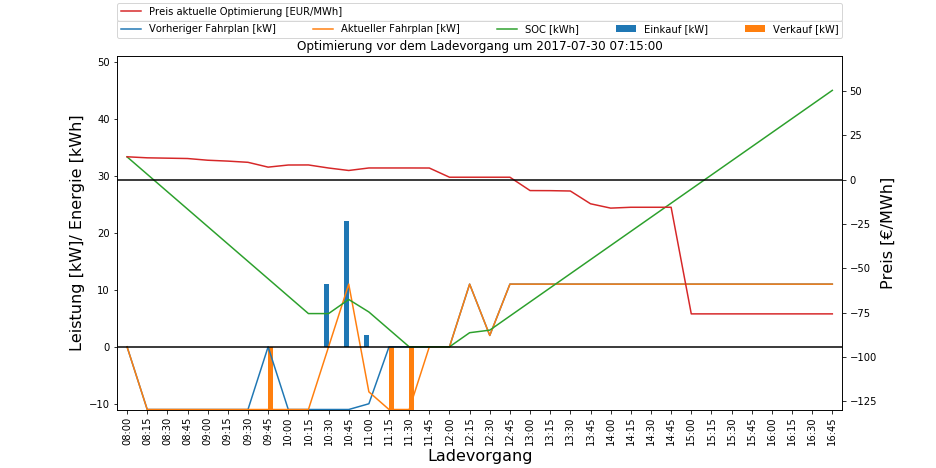 Preis aktuelle Optimierung [EUR/MWh]
Vorheriger Fahrplan [kW] Aktueller Fahrplan [kW] SOC [kWh] Einkauf [kW] Verkauf [kW]
Optimierung vor dem Ladevorgang um 2017-07-30 07:15:00
Leistung [kW]/ Energie [kWh]
50
40
30
20
10
0
−10
50
25
0
−25
−50
−75
−100
−125
Preis [€/MWh]
08:00 08:15 08:30 08:45 09:00 09:15 09:30 09:45 10:00 10:15 10:30 10:45 11:00 11:15 11:30 11:45 12:00 12:15 12:30 12:45 13:00 13:15 13:30 13:45 14:00 14:15 14:30 14:45 15:00 15:15 15:30 15:45 16:00 16:15 16:30 16:45
Ladevorgang